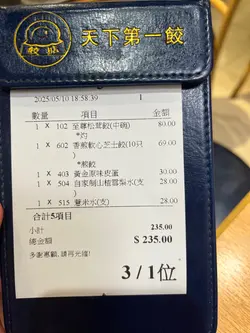 餃掂
天下第一餃
2025/05/10 18:58:39 1
數量 項目 金額
1 x 102 至尊松茸餃(中碗) 80.00
*灼
1 x 602 香煎軟心芝士餃(10只 69.00
)
*煎餃
1 x 403 黃金原味皮蛋 30.00
1 x 504 自家制山楂雪梨水(支 28.00
)
1 x 515 薏米水(支) 28.00
合計5項目
小計 235.00
總金額 $ 235.00
多謝惠顧,請再光臨!
3 / 1位